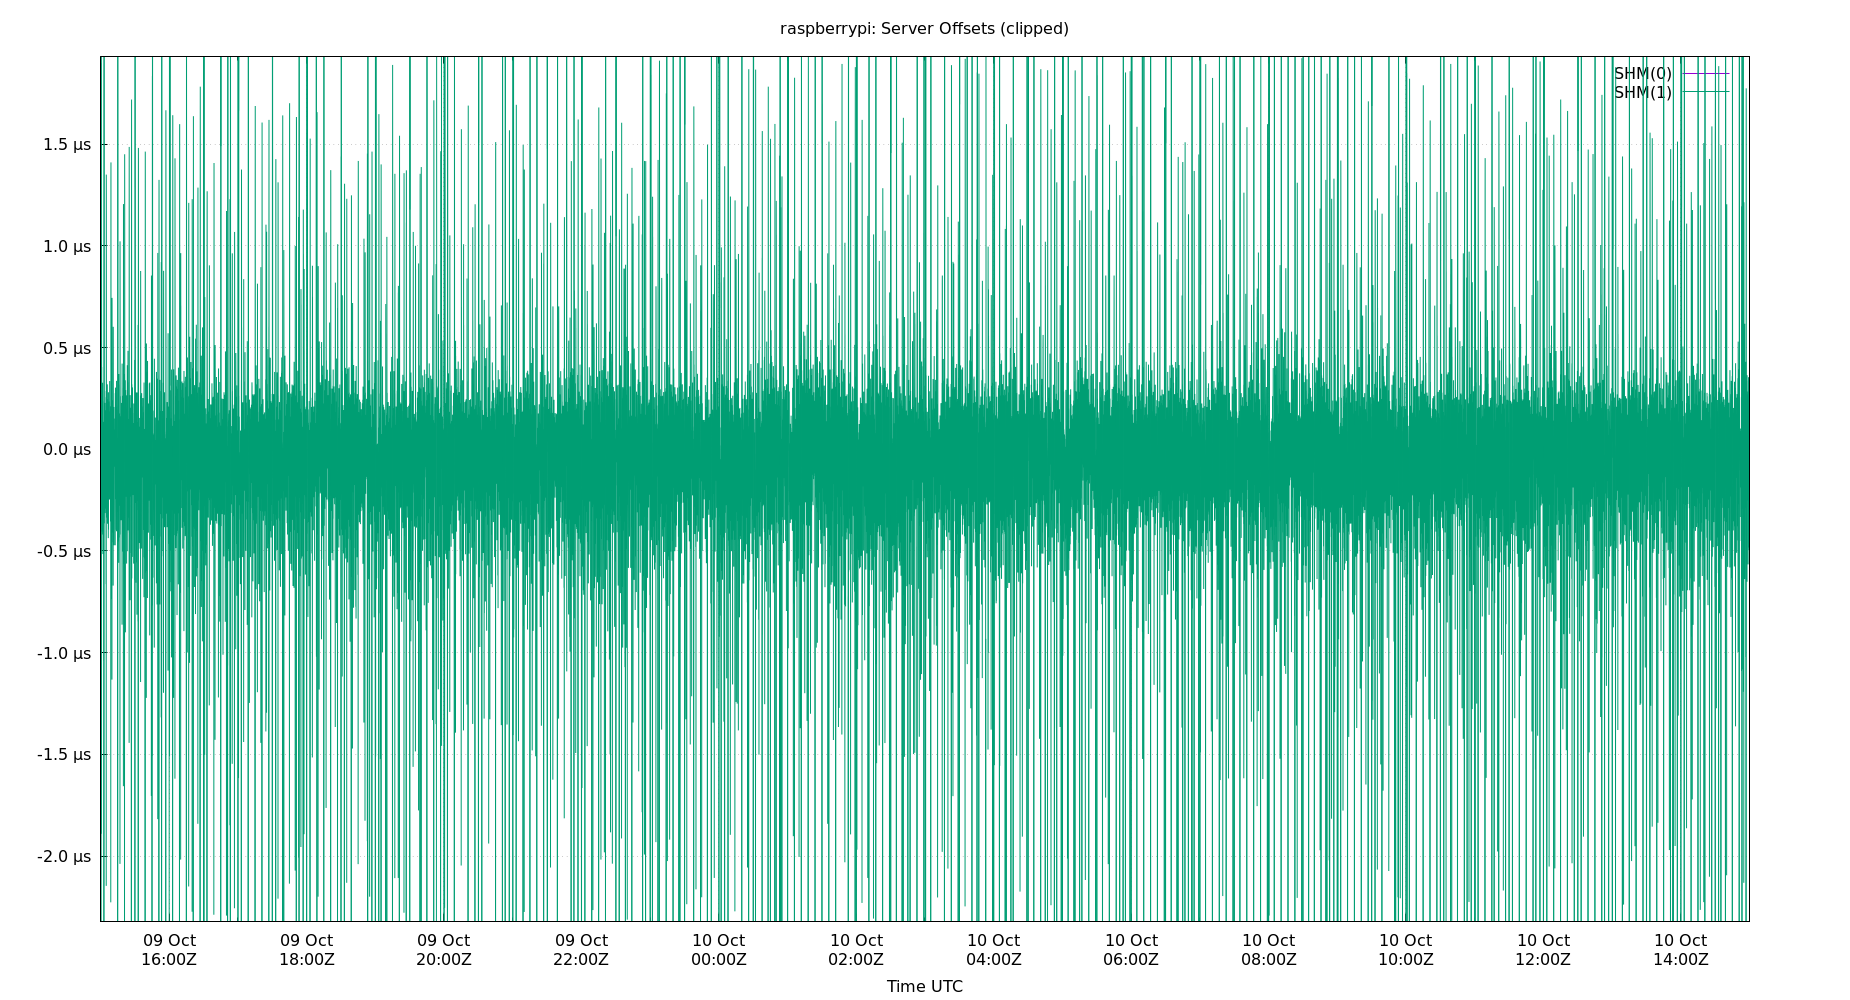 raspberrypi: Server Offsets (clipped)
SHM(0)
SHM(1)
1.5 µs
1.0 µs
0.5 µs
0.0 µs
-0.5 µs
-1.0 µs
-1.5 µs
-2.0 µs
09 Oct 09 Oct 09 Oct 09 Oct 10 Oct 10 Oct 10 Oct 10 Oct 10 Oct 10 Oct 10 Oct 10 Oct
16:00Z 18:00Z 20:00Z 22:00Z 00:00Z 02:00Z 04:00Z 06:00Z 08:00Z 10:00Z 12:00Z 14:00Z
Time UTC